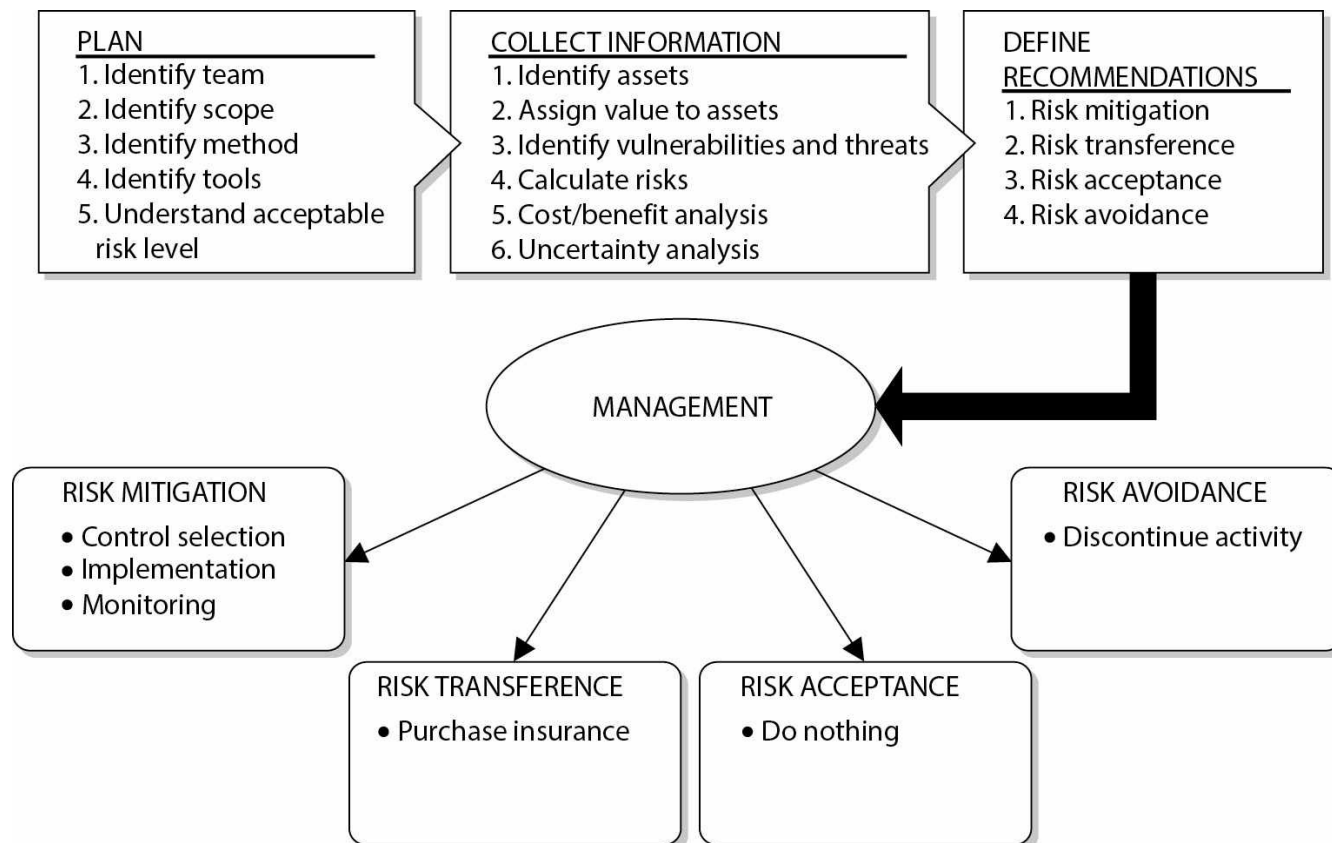 PLAN
1. Identify team
2. Identify scope
3. Identify method
4. Identify tools
5. Understand acceptable
risk level
COLLECT INFORMATION
1. Identify assets
2. Assign value to assets
3. Identify vulnerabilities and threats
4. Calculate risks
5. Cost/benefit analysis
6. Uncertainty analysis
DEFINE
RECOMMENDATIONS
1. Risk mitigation
2. Risk transference
3. Risk acceptance
4. Risk avoidance
MANAGEMENT
RISK MITIGATION
• Control selection
• Implementation
• Monitoring
RISK TRANSFERENCE
• Purchase insurance
RISK ACCEPTANCE
• Do nothing
RISK AVOIDANCE
• Discontinue activity